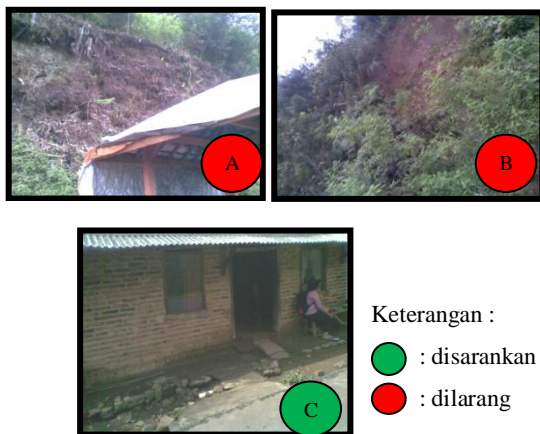 A
B
C
Keterangan :
: disarankan
: dilarang